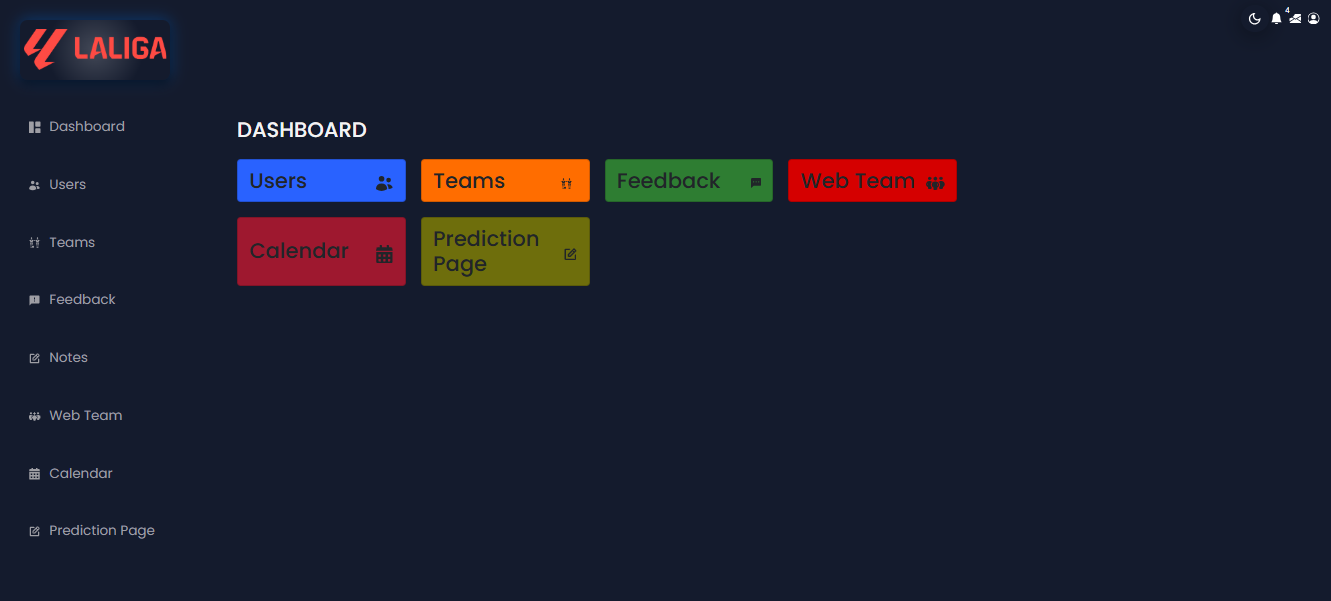 LALIGA
4
Dashboard
Users
Teams
Feedback
Notes
Web Team
Calendar
Prediction Page
DASHBOARD
Users
Teams
Feedback
Web Team
Calendar
Prediction
Page